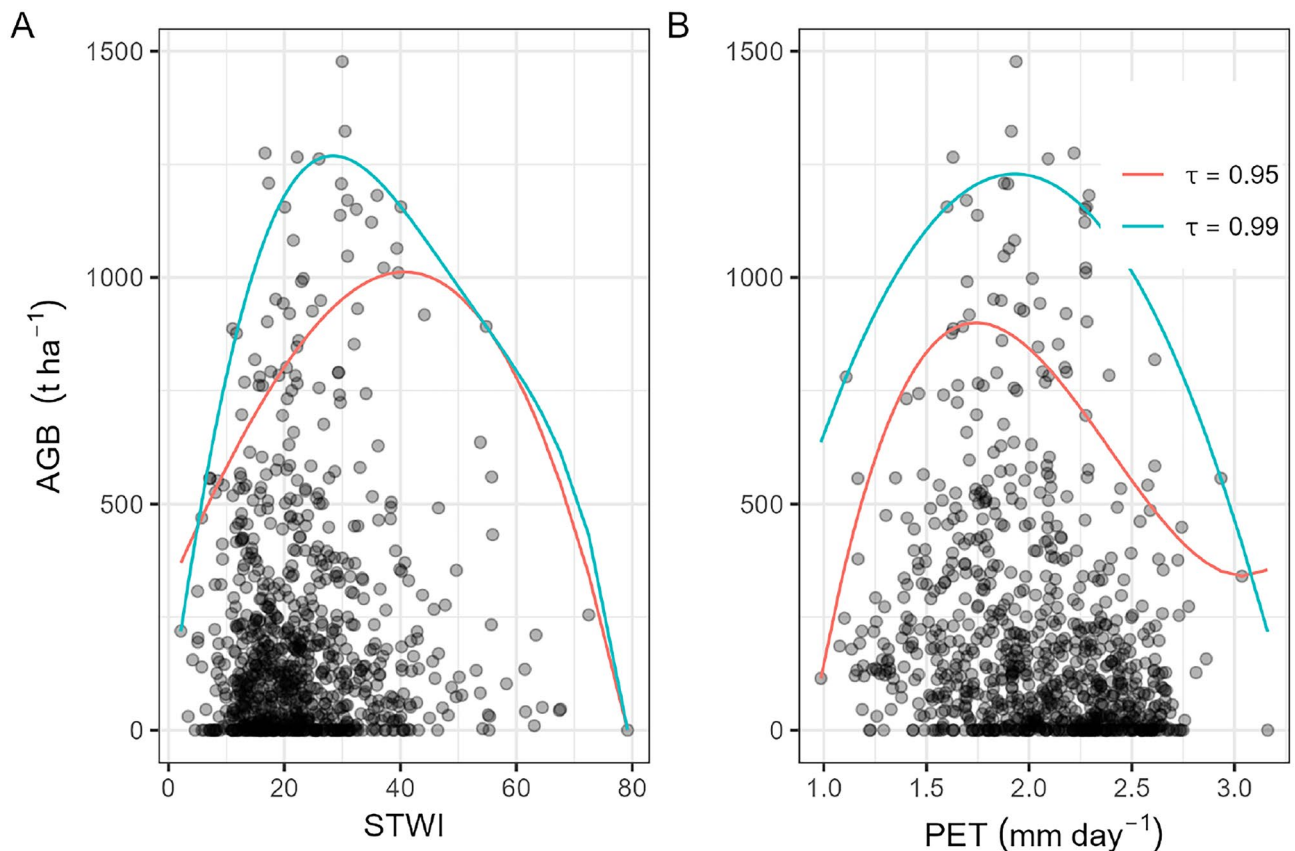 A
B
1500
1000
500
0
AGB (t ha⁻¹)
0 20 40 60 80
STWI
1500
1000
500
0
τ = 0.95
τ = 0.99
1.0 1.5 2.0 2.5 3.0
PET (mm day⁻¹)